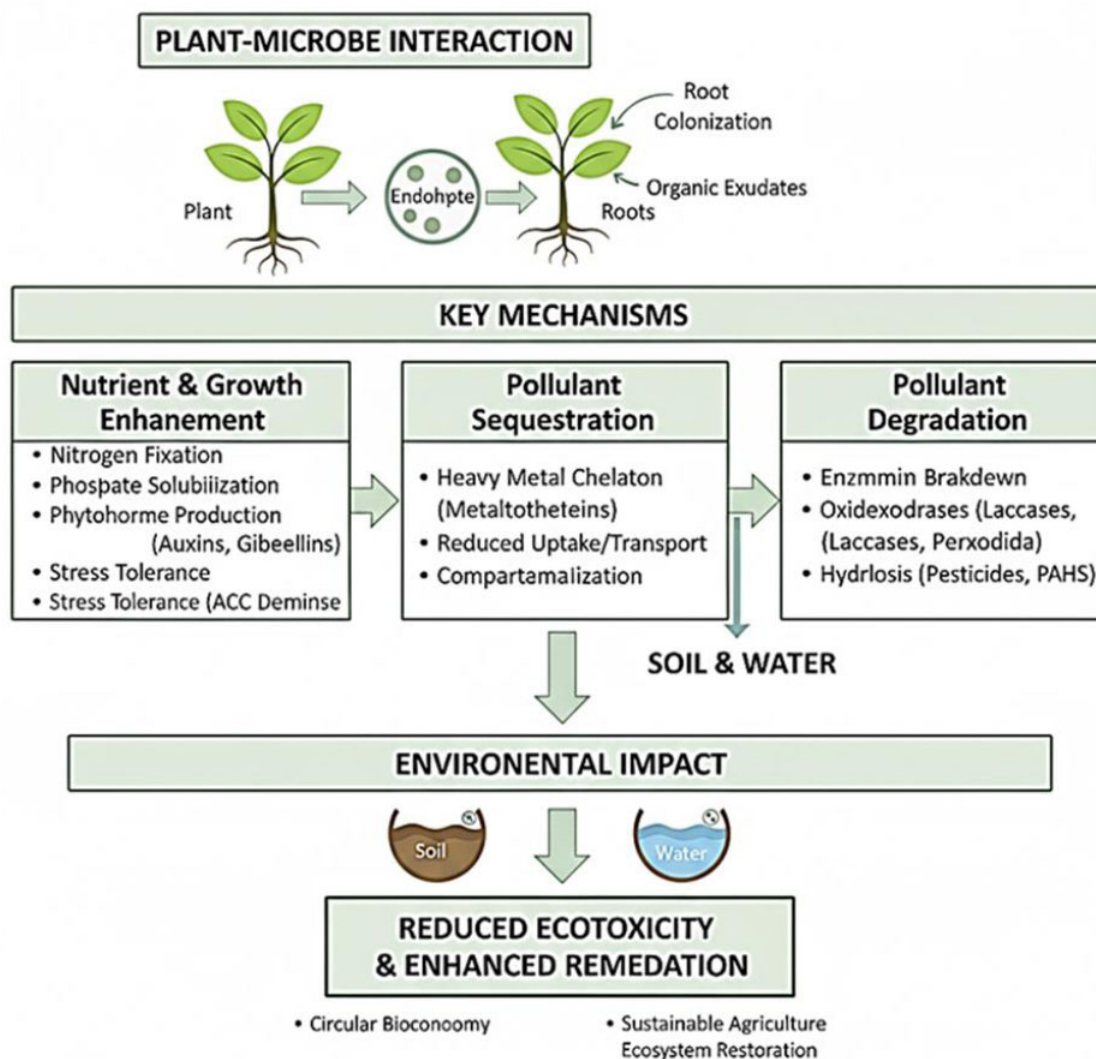 PLANT-MICROBE INTERACTION
Root
Colonization
Plant
Endohpte
Organic Exudates
Roots
KEY MECHANISMS
Nutrient & Growth
Enhanement
• Nitrogen Fixation
• Phospate Solubiiization
• Phytohorme Production
(Auxins, Gibeellins)
• Stress Tolerance
• Stress Tolerance (ACC Deminse
Pollulant
Sequestration
• Heavy Metal Chelaton
(Metaltotheteins)
• Reduced Uptake/Transport
• Compartamalization
Pollulant
Degradation
• Enzmmin Brakdewn
• Oxidexodrases (Laccases,
(Laccases, Perxodida)
• Hydrlosis (Pesticides, PAHS)
SOIL & WATER
ENVIRONENTAL IMPACT
Soil
Water
REDUCED ECOTOXICITY
& ENHANCED REMEDATION
• Circular Bioconoomy
• Sustainable Agriculture
Ecosystem Restoration